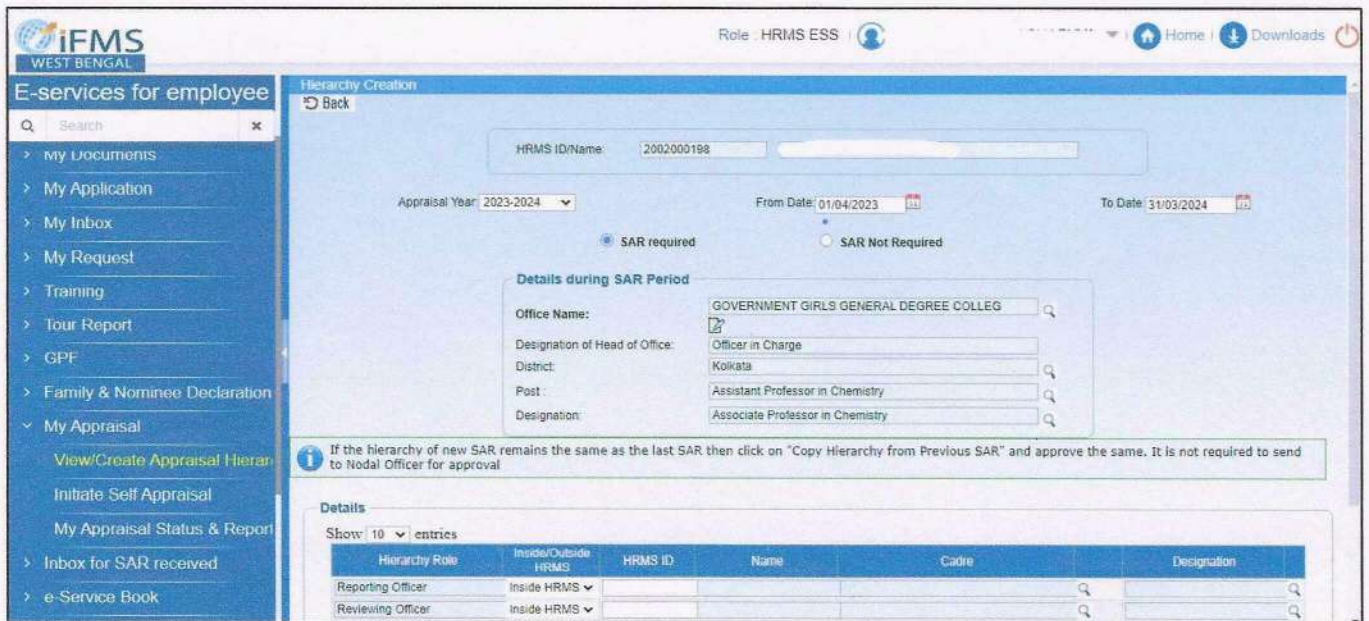 iFMS
WEST BENGAL
Role : HRMS ESS
Home
Downloads
E-services for employee
Search
My Documents
My Application
My Inbox
My Request
Training
Tour Report
GPF
Family & Nominee Declaration
My Appraisal
View/Create Appraisal Hierar
Initiate Self Appraisal
My Appraisal Status & Report
Inbox for SAR received
e-Service Book
Hierarchy Creation
Back
HRMS ID/Name: 2002000198
Appraisal Year 2023-2024 From Date: 01/04/2023 To Date: 31/03/2024
SAR required SAR Not Required
Details during SAR Period
Office Name: GOVERNMENT GIRLS GENERAL DEGREE COLLEG
Designation of Head of Office: Officer in Charge
District: Kolkata
Post : Assistant Professor in Chemistry
Designation: Associate Professor in Chemistry
If the hierarchy of new SAR remains the same as the last SAR then click on "Copy Hierarchy from Previous SAR" and approve the same. It is not required to send
to Nodal Officer for approval
Details
Show 10 entries
Hierarchy Role Inside/Outside HRMS HRMS ID Name Cadre Designation
Reporting Officer Inside HRMS
Reviewing Officer Inside HRMS